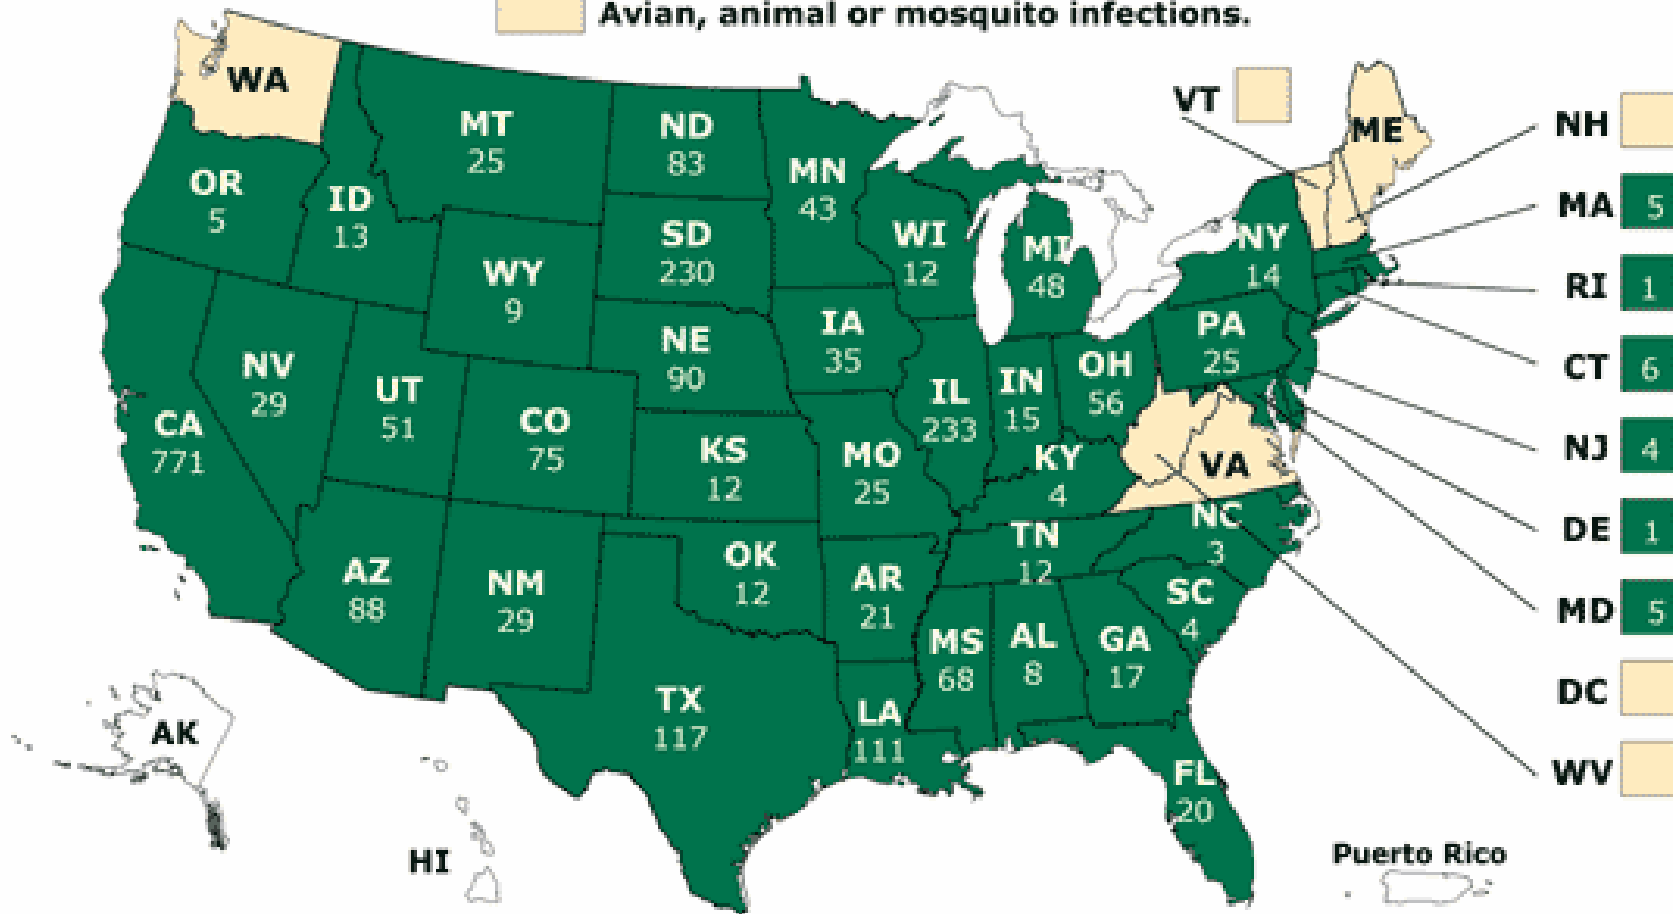 Avian, animal or mosquito infections.
WA
VT
ME
NH
MT
25
ND
83
MN
43
OR
5
ID
13
MA 5
WI
12
MI
48
NY
14
SD
230
WY
9
RI 1
IA
35
PA
25
NE
90
NV
29
UT
51
OH
56
CT 6
IN
15
IL
233
CO
75
CA
771
NJ 4
KS
12
MO
25
KY
4
VA
NC
3
DE 1
TN
12
OK
12
AZ
88
NM
29
AR
21
SC
4
MD 5
MS
68
AL
8
GA
17
DC
TX
117
LA
111
AK
WV
FL
20
HI
Puerto Rico